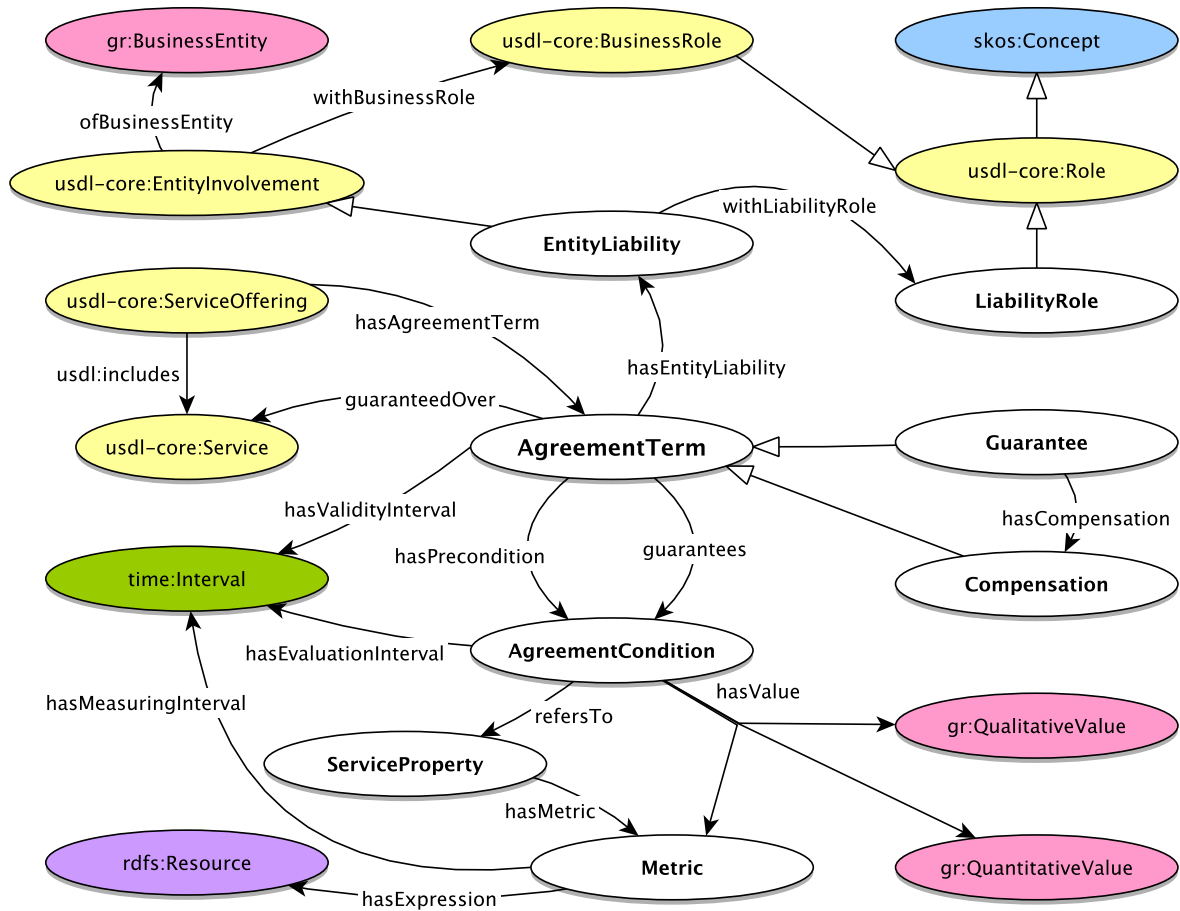 gr:BusinessEntity
usdl-core:BusinessRole
skos:Concept
withBusinessRole
ofBusinessEntity
usdl-core:EntityInvolvement
usdl-core:Role
withLiabilityRole
EntityLiability
usdl-core:ServiceOffering
LiabilityRole
hasAgreementTerm
usdl:includes
hasEntityLiability
guaranteedOver
usdl-core:Service
AgreementTerm
Guarantee
hasValidityInterval
hasCompensation
hasPrecondition
guarantees
time:Interval
Compensation
hasEvaluationInterval
AgreementCondition
hasMeasuringInterval
hasValue
refersTo
gr:QualitativeValue
ServiceProperty
hasMetric
rdfs:Resource
Metric
gr:QuantitativeValue
hasExpression